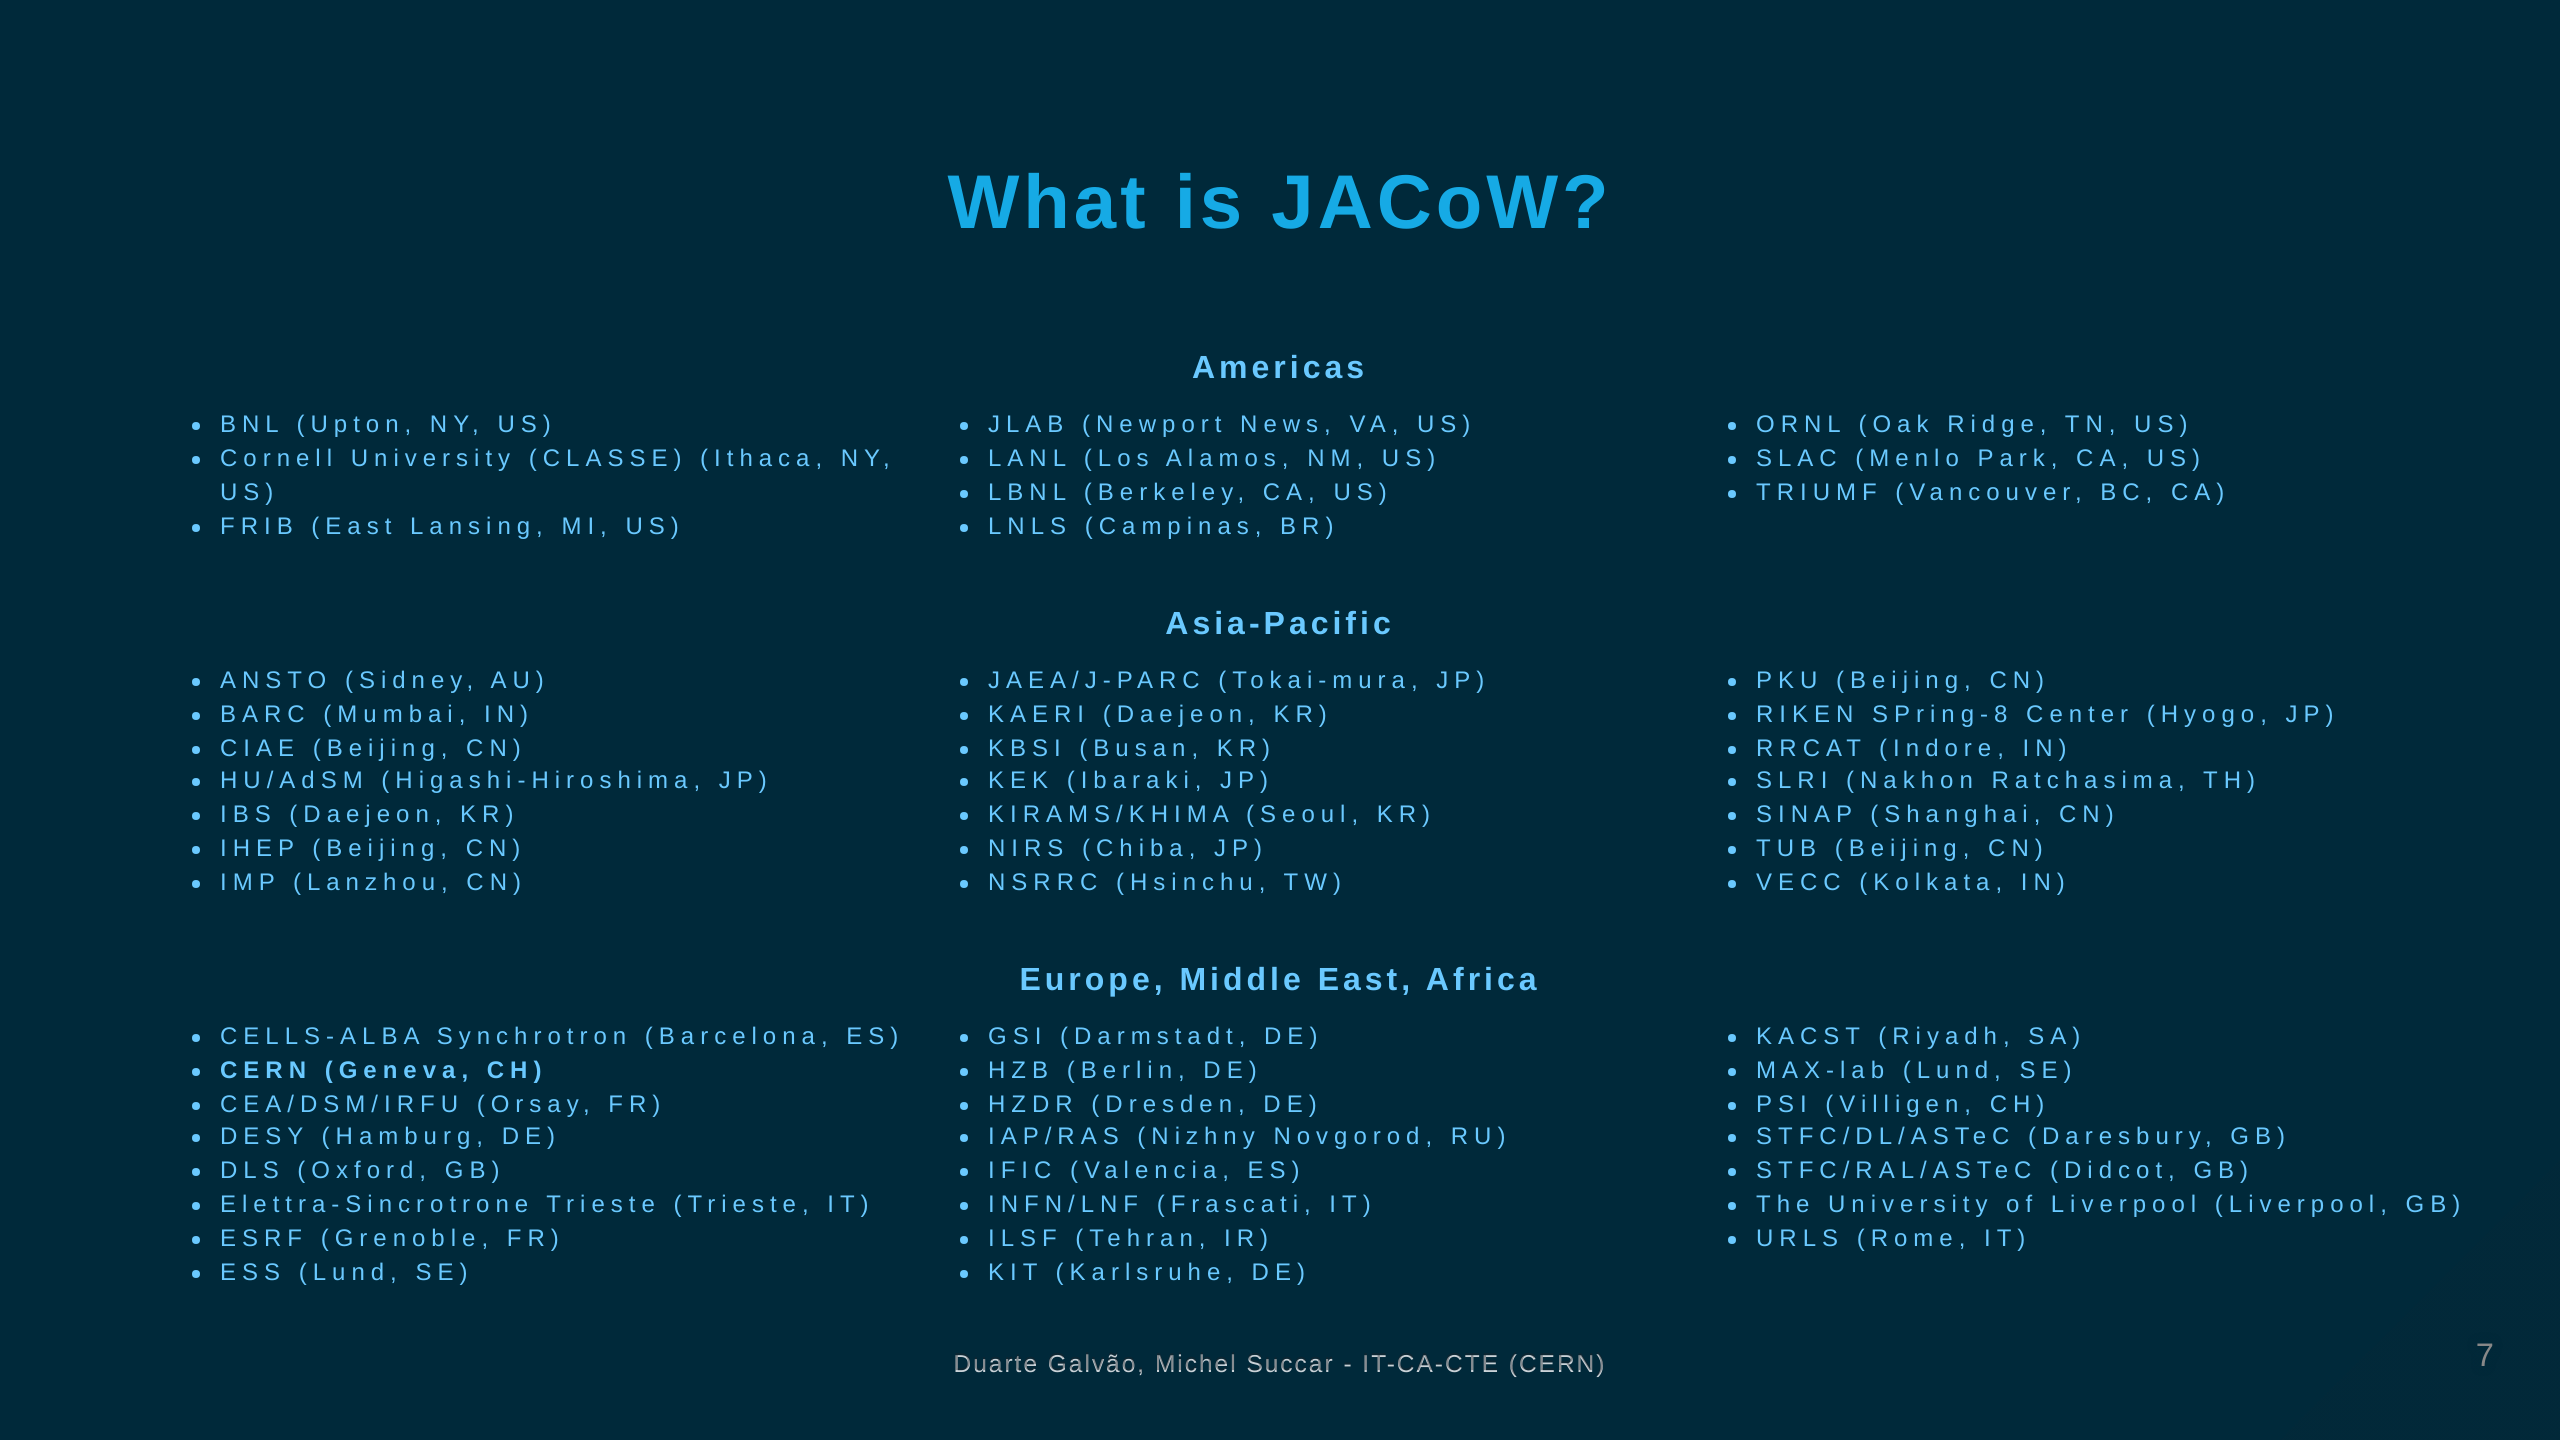 What is JACoW?
Americas
BNL (Upton, NY, US)
Cornell University (CLASSE) (Ithaca, NY,
US)
FRIB (East Lansing, MI, US)
JLAB (Newport News, VA, US)
LANL (Los Alamos, NM, US)
LBNL (Berkeley, CA, US)
LNLS (Campinas, BR)
ORNL (Oak Ridge, TN, US)
SLAC (Menlo Park, CA, US)
TRIUMF (Vancouver, BC, CA)
Asia-Pacific
ANSTO (Sidney, AU)
BARC (Mumbai, IN)
CIAE (Beijing, CN)
HU/AdSM (Higashi-Hiroshima, JP)
IBS (Daejeon, KR)
IHEP (Beijing, CN)
IMP (Lanzhou, CN)
JAEA/J-PARC (Tokai-mura, JP)
KAERI (Daejeon, KR)
KBSI (Busan, KR)
KEK (Ibaraki, JP)
KIRAMS/KHIMA (Seoul, KR)
NIRS (Chiba, JP)
NSRRC (Hsinchu, TW)
PKU (Beijing, CN)
RIKEN SPring-8 Center (Hyogo, JP)
RRCAT (Indore, IN)
SLRI (Nakhon Ratchasima, TH)
SINAP (Shanghai, CN)
TUB (Beijing, CN)
VECC (Kolkata, IN)
Europe, Middle East, Africa
CELLS-ALBA Synchrotron (Barcelona, ES)
CERN (Geneva, CH)
CEA/DSM/IRFU (Orsay, FR)
DESY (Hamburg, DE)
DLS (Oxford, GB)
Elettra-Sincrotrone Trieste (Trieste, IT)
ESRF (Grenoble, FR)
ESS (Lund, SE)
GSI (Darmstadt, DE)
HZB (Berlin, DE)
HZDR (Dresden, DE)
IAP/RAS (Nizhny Novgorod, RU)
IFIC (Valencia, ES)
INFN/LNF (Frascati, IT)
ILSF (Tehran, IR)
KIT (Karlsruhe, DE)
KACST (Riyadh, SA)
MAX-lab (Lund, SE)
PSI (Villigen, CH)
STFC/DL/ASTeC (Daresbury, GB)
STFC/RAL/ASTeC (Didcot, GB)
The University of Liverpool (Liverpool, GB)
URLS (Rome, IT)
Duarte Galvão, Michel Succar - IT-CA-CTE (CERN)
7